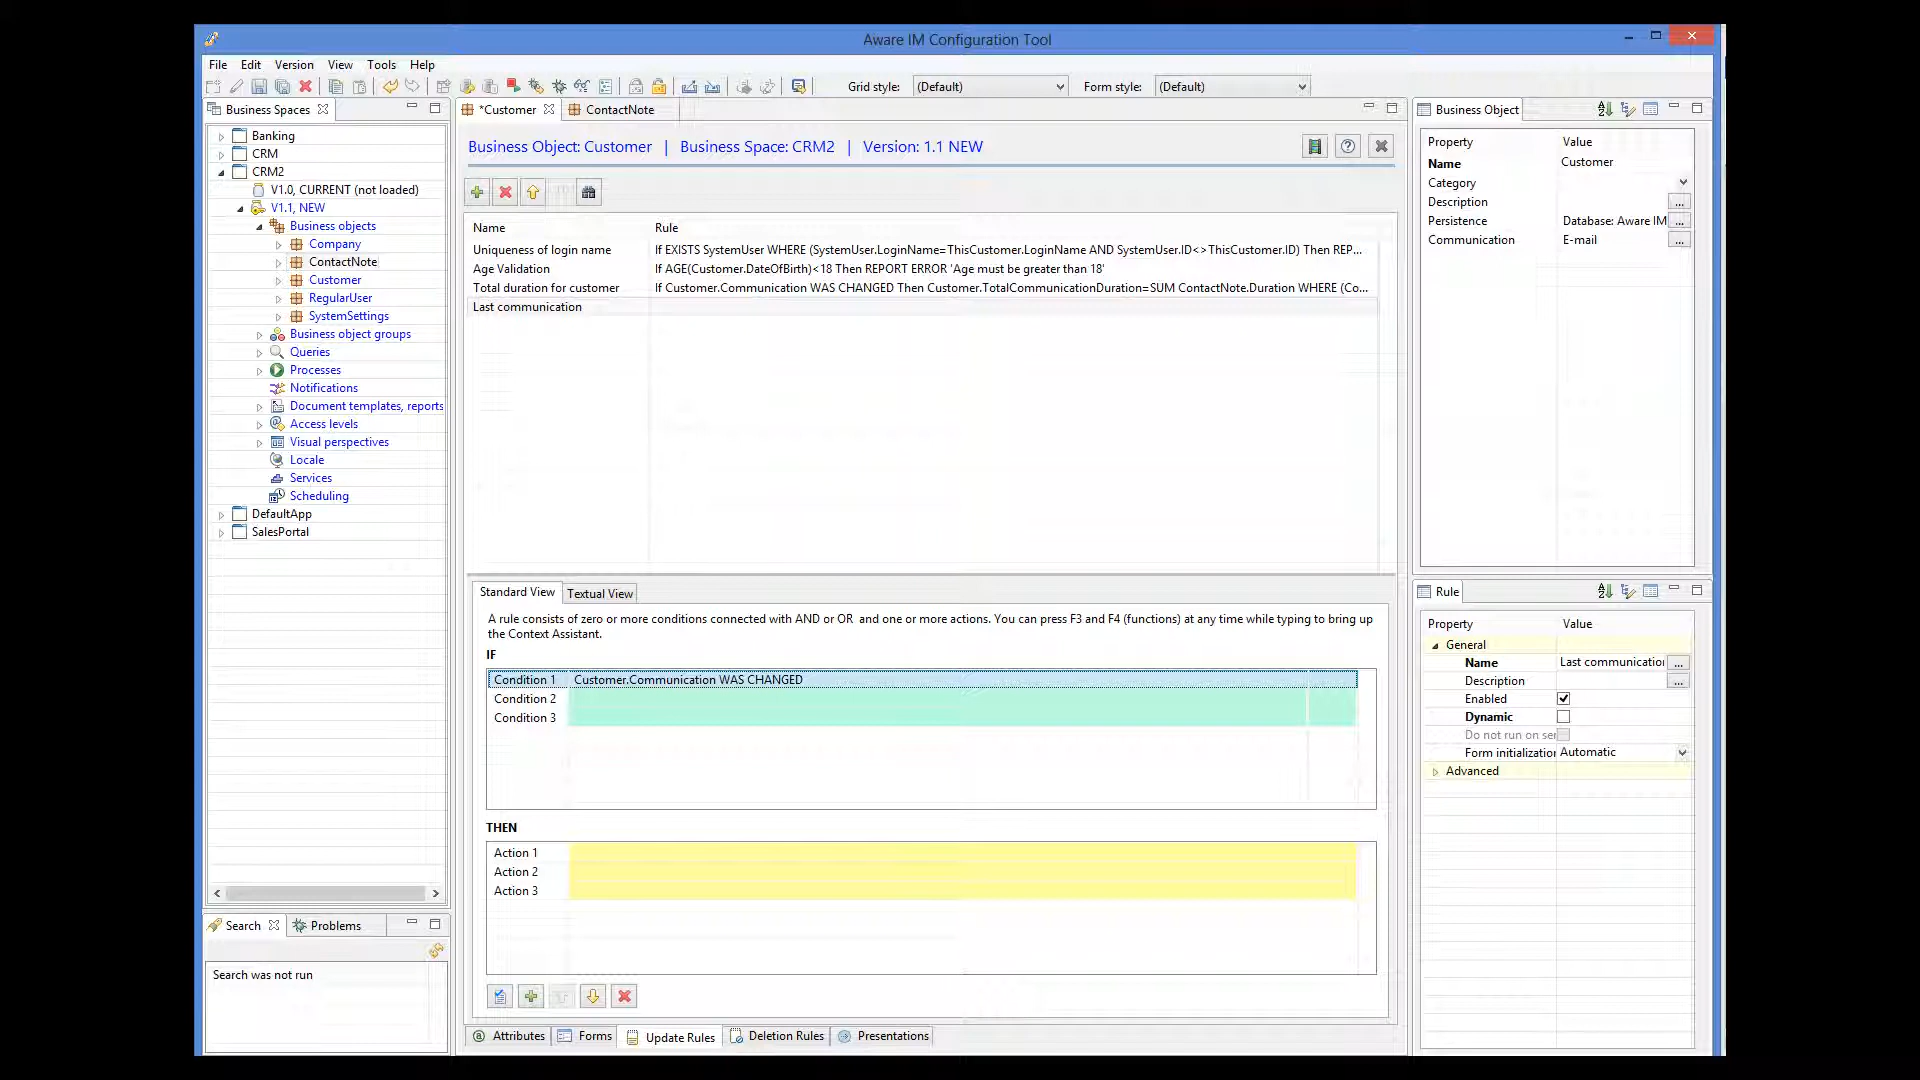 Aware IM Configuration Tool
File Edit Version View Tools Help
Grid style: (Default) Form style: (Default)
Business Spaces
Banking
CRM
CRM2
V1.0, CURRENT (not loaded)
V1.1, NEW
Business objects
Company
ContactNote
Customer
RegularUser
SystemSettings
Business object groups
Queries
Processes
Notifications
Document templates, reports
Access levels
Visual perspectives
Locale
Services
Scheduling
DefaultApp
SalesPortal
Search Problems
Search was not run
*Customer ContactNote
Business Object: Customer | Business Space: CRM2 | Version: 1.1 NEW
Name Rule
Uniqueness of login name If EXISTS SystemUser WHERE (SystemUser.LoginName=ThisCustomer.LoginName AND SystemUser.ID<>ThisCustomer.ID) Then REP...
Age Validation If AGE(Customer.DateOfBirth)<18 Then REPORT ERROR 'Age must be greater than 18'
Total duration for customer If Customer.Communication WAS CHANGED Then Customer.TotalCommunicationDuration=SUM ContactNote.Duration WHERE (Co...
Last communication
Standard View Textual View
A rule consists of zero or more conditions connected with AND or OR and one or more actions. You can press F3 and F4 (functions) at any time while typing to bring up
the Context Assistant.
IF
Condition 1 Customer.Communication WAS CHANGED
Condition 2
Condition 3
THEN
Action 1
Action 2
Action 3
Attributes Forms Update Rules Deletion Rules Presentations
Business Object
Property Value
Name Customer
Category
Description ...
Persistence Database: Aware IM ...
Communication E-mail ...
Rule
Property Value
General
Name Last communication ...
Description ...
Enabled
Dynamic
Do not run on ser
Form initialization Automatic
Advanced